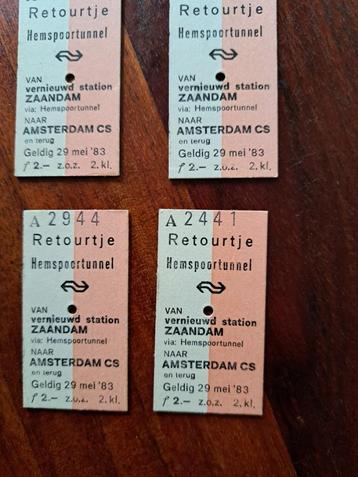 Retourtje
Hemspoortunnel
VAN
vernieuwd station
ZAANDAM
via: Hemspoortunnel
NAAR
AMSTERDAM CS
en terug
Geldig 29 mei '83
f 2.- z.o.z. 2.kl.
Retourtje
Hemspoortunnel
VAN
vernieuwd station
ZAANDAM
via: Hemspoortunnel
NAAR
AMSTERDAM CS
en terug
Geldig 29 mei '83
f 2.- z.o.z. 2.kl.
A 2944
Retourtje
Hemspoortunnel
VAN
vernieuwd station
ZAANDAM
via: Hemspoortunnel
NAAR
AMSTERDAM CS
en terug
Geldig 29 mei '83
f 2.- z.o.z. 2.kl.
A 2441
Retourtje
Hemspoortunnel
VAN
vernieuwd station
ZAANDAM
via: Hemspoortunnel
NAAR
AMSTERDAM CS
en terug
Geldig 29 mei '83
f 2.- z.o.z. 2.kl.